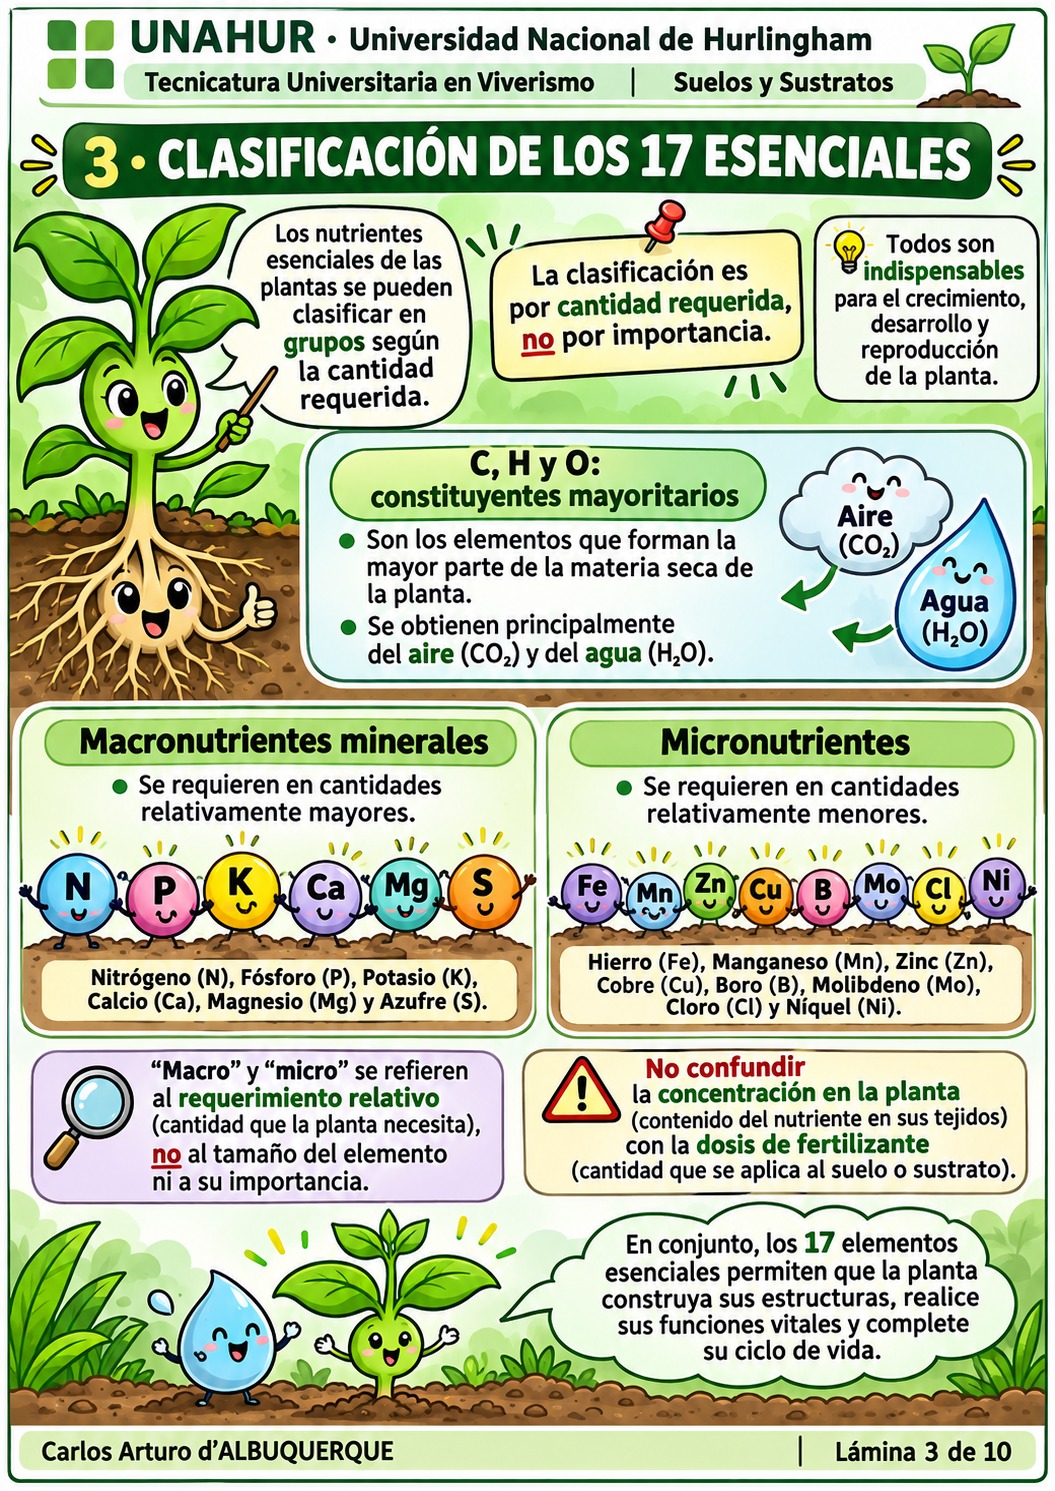 UNAHUR · Universidad Nacional de Hurlingham
Tecnicatura Universitaria en Viverismo | Suelos y Sustratos
3 · CLASIFICACIÓN DE LOS 17 ESENCIALES
Los nutrientes
esenciales de las
plantas se pueden
clasificar en
grupos según
la cantidad
requerida.
La clasificación es
por cantidad requerida,
no por importancia.
Todos son
indispensables
para el crecimiento,
desarrollo y
reproducción
de la planta.
C, H y O:
constituyentes mayoritarios
● Son los elementos que forman la
mayor parte de la materia seca de
la planta.
● Se obtienen principalmente
del aire (CO₂) y del agua (H₂O).
Aire
(CO₂)
Agua
(H₂O)
Macronutrientes minerales
● Se requieren en cantidades
relativamente mayores.
N P K Ca Mg S
Nitrógeno (N), Fósforo (P), Potasio (K),
Calcio (Ca), Magnesio (Mg) y Azufre (S).
Micronutrientes
● Se requieren en cantidades
relativamente menores.
Fe Mn Zn Cu B Mo Cl Ni
Hierro (Fe), Manganeso (Mn), Zinc (Zn),
Cobre (Cu), Boro (B), Molibdeno (Mo),
Cloro (Cl) y Níquel (Ni).
“Macro” y “micro” se refieren
al requerimiento relativo
(cantidad que la planta necesita),
no al tamaño del elemento
ni a su importancia.
No confundir
la concentración en la planta
(contenido del nutriente en sus tejidos)
con la dosis de fertilizante
(cantidad que se aplica al suelo o sustrato).
En conjunto, los 17 elementos
esenciales permiten que la planta
construya sus estructuras, realice
sus funciones vitales y complete
su ciclo de vida.
Carlos Arturo d’ALBUQUERQUE | Lámina 3 de 10